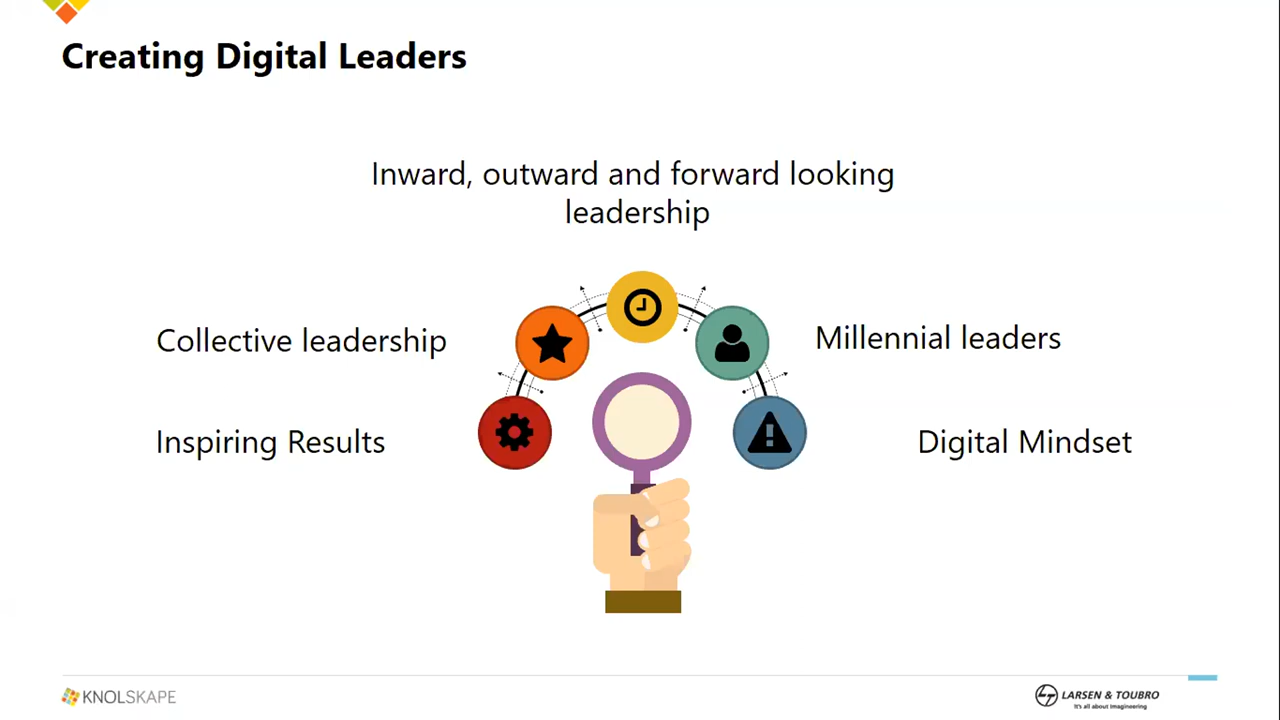 Creating Digital Leaders
Inward, outward and forward looking
leadership
Collective leadership
Millennial leaders
Inspiring Results
Digital Mindset
KNOLSKAPE
LARSEN & TOUBRO
It's all about Imagineering